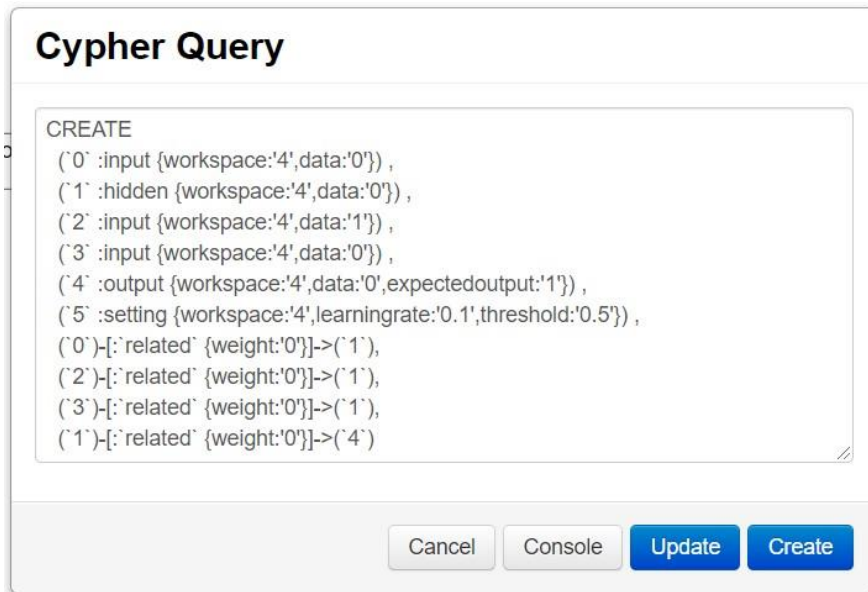 Cypher Query
CREATE
(`0` :input {workspace:'4',data:'0'}) ,
(`1` :hidden {workspace:'4',data:'0'}) ,
(`2` :input {workspace:'4',data:'1'}) ,
(`3` :input {workspace:'4',data:'0'}) ,
(`4` :output {workspace:'4',data:'0',expectedoutput:'1'}) ,
(`5` :setting {workspace:'4',learningrate:'0.1',threshold:'0.5'}) ,
(`0`)-[:`related` {weight:'0'}]->(`1`),
(`2`)-[:`related` {weight:'0'}]->(`1`),
(`3`)-[:`related` {weight:'0'}]->(`1`),
(`1`)-[:`related` {weight:'0'}]->(`4`)
Cancel Console Update Create